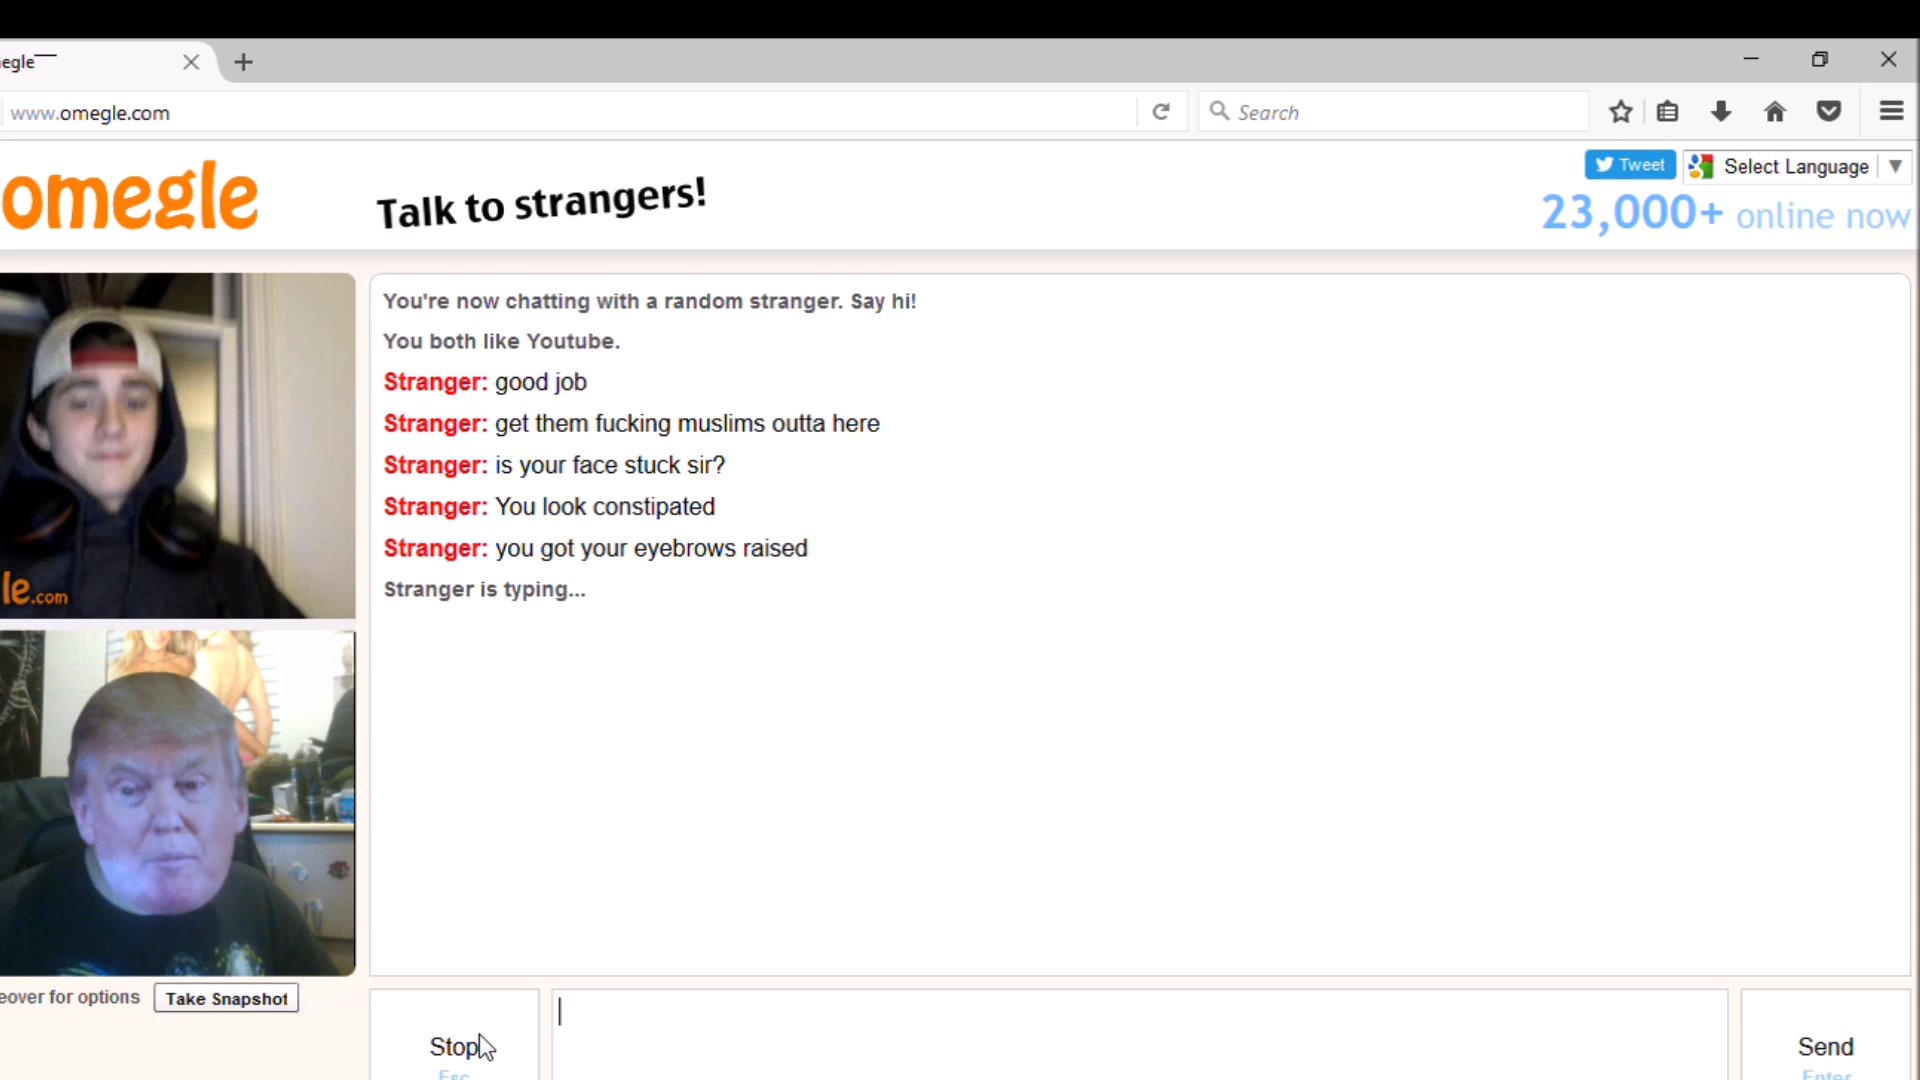 egle
www.omegle.com
Search
omegle
Talk to strangers!
Tweet
Select Language
23,000+ online now
You're now chatting with a random stranger. Say hi!
You both like Youtube.
Stranger: good job
Stranger: get them fucking muslims outta here
Stranger: is your face stuck sir?
Stranger: You look constipated
Stranger: you got your eyebrows raised
Stranger is typing...
le.com
eover for options
Take Snapshot
Stop
Esc
Send
Enter